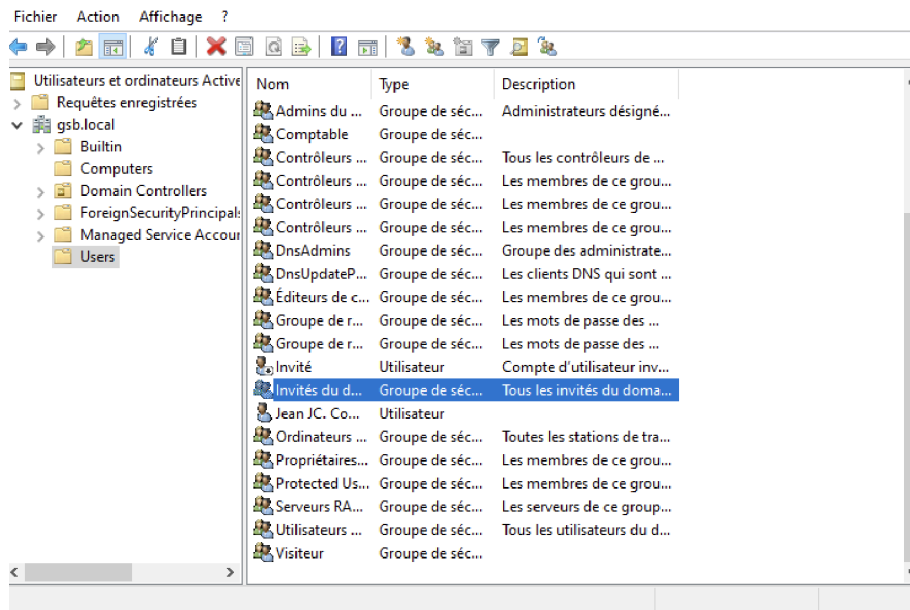 Fichier Action Affichage ?
Utilisateurs et ordinateurs Active
Requêtes enregistrées
gsb.local
Builtin
Computers
Domain Controllers
ForeignSecurityPrincipals
Managed Service Accour
Users
Nom Type Description
Admins du ... Groupe de séc... Administrateurs désigné...
Comptable Groupe de séc...
Contrôleurs ... Groupe de séc... Tous les contrôleurs de ...
Contrôleurs ... Groupe de séc... Les membres de ce grou...
Contrôleurs ... Groupe de séc... Les membres de ce grou...
Contrôleurs ... Groupe de séc... Les membres de ce grou...
DnsAdmins Groupe de séc... Groupe des administrate...
DnsUpdateP... Groupe de séc... Les clients DNS qui sont ...
Éditeurs de c... Groupe de séc... Les membres de ce grou...
Groupe de r... Groupe de séc... Les mots de passe des ...
Groupe de r... Groupe de séc... Les mots de passe des ...
Invité Utilisateur Compte d'utilisateur inv...
Invités du d... Groupe de séc... Tous les invités du doma...
Jean JC. Co... Utilisateur
Ordinateurs ... Groupe de séc... Toutes les stations de tra...
Propriétaires... Groupe de séc... Les membres de ce grou...
Protected Us... Groupe de séc... Les membres de ce grou...
Serveurs RA... Groupe de séc... Les serveurs de ce group...
Utilisateurs ... Groupe de séc... Tous les utilisateurs du d...
Visiteur Groupe de séc...